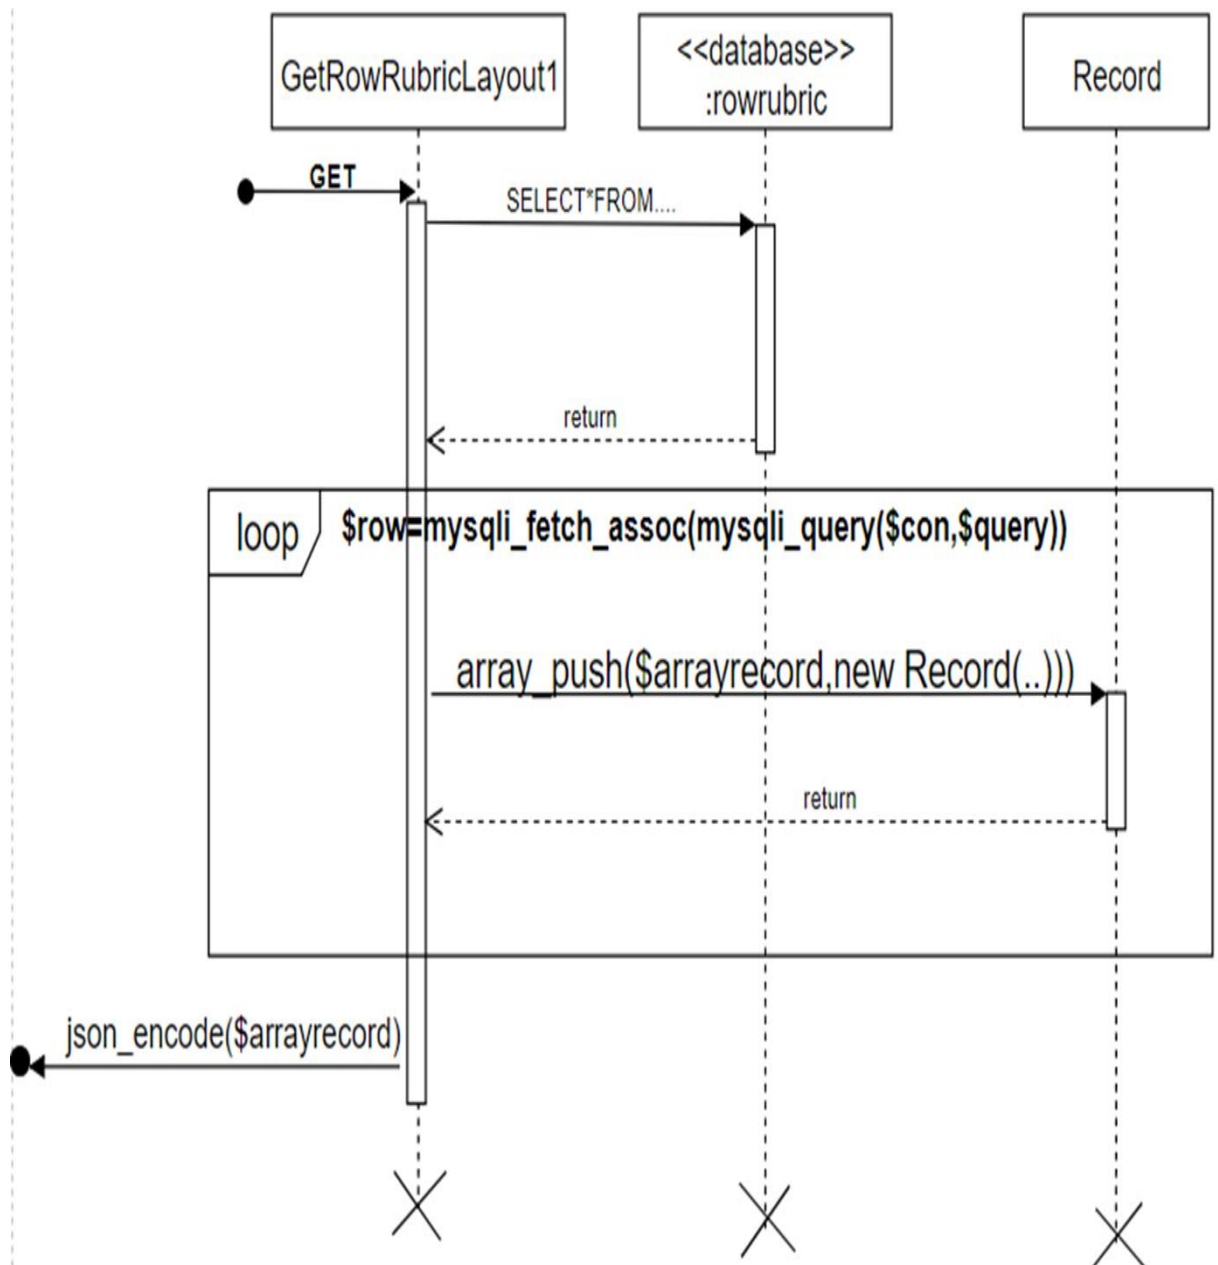 GetRowRubricLayout1
<<database>>
:rowrubric
Record
GET
SELECT*FROM....
return
loop
$row=mysqli_fetch_assoc(mysqli_query($con,$query))
array_push($arrayrecord,new Record(..)))
return
json_encode($arrayrecord)